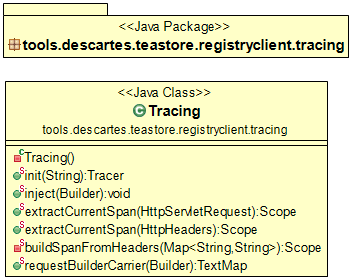 <<Java Package>>
tools.descartes.teastore.registryclient.tracing
<<Java Class>>
Tracing
tools.descartes.teastore.registryclient.tracing
Tracing()
init(String):Tracer
inject(Builder):void
extractCurrentSpan(HttpServletRequest):Scope
extractCurrentSpan(HttpHeaders):Scope
buildSpanFromHeaders(Map<String,String>):Scope
requestBuilderCarrier(Builder):TextMap